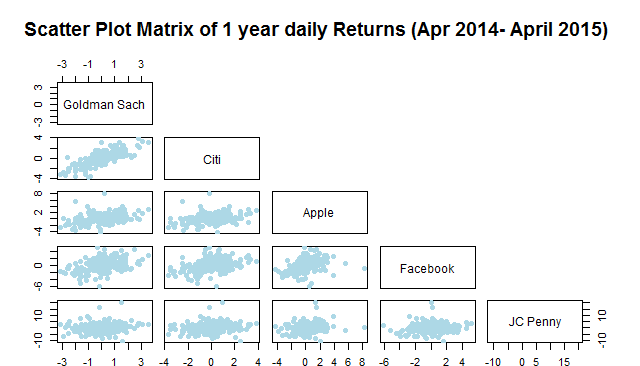 Scatter Plot Matrix of 1 year daily Returns (Apr 2014- April 2015)
-3 -1 1 3
-3 0 3
Goldman Sach
-4 0 4
Citi
-4 2 8
Apple
-6 0
Facebook
-10 10
JC Penny
-10 10
-3 -1 1 3
-4 -2 0 2 4
-4 0 2 4 6 8
-6 -2 2 4
-10 0 5 15